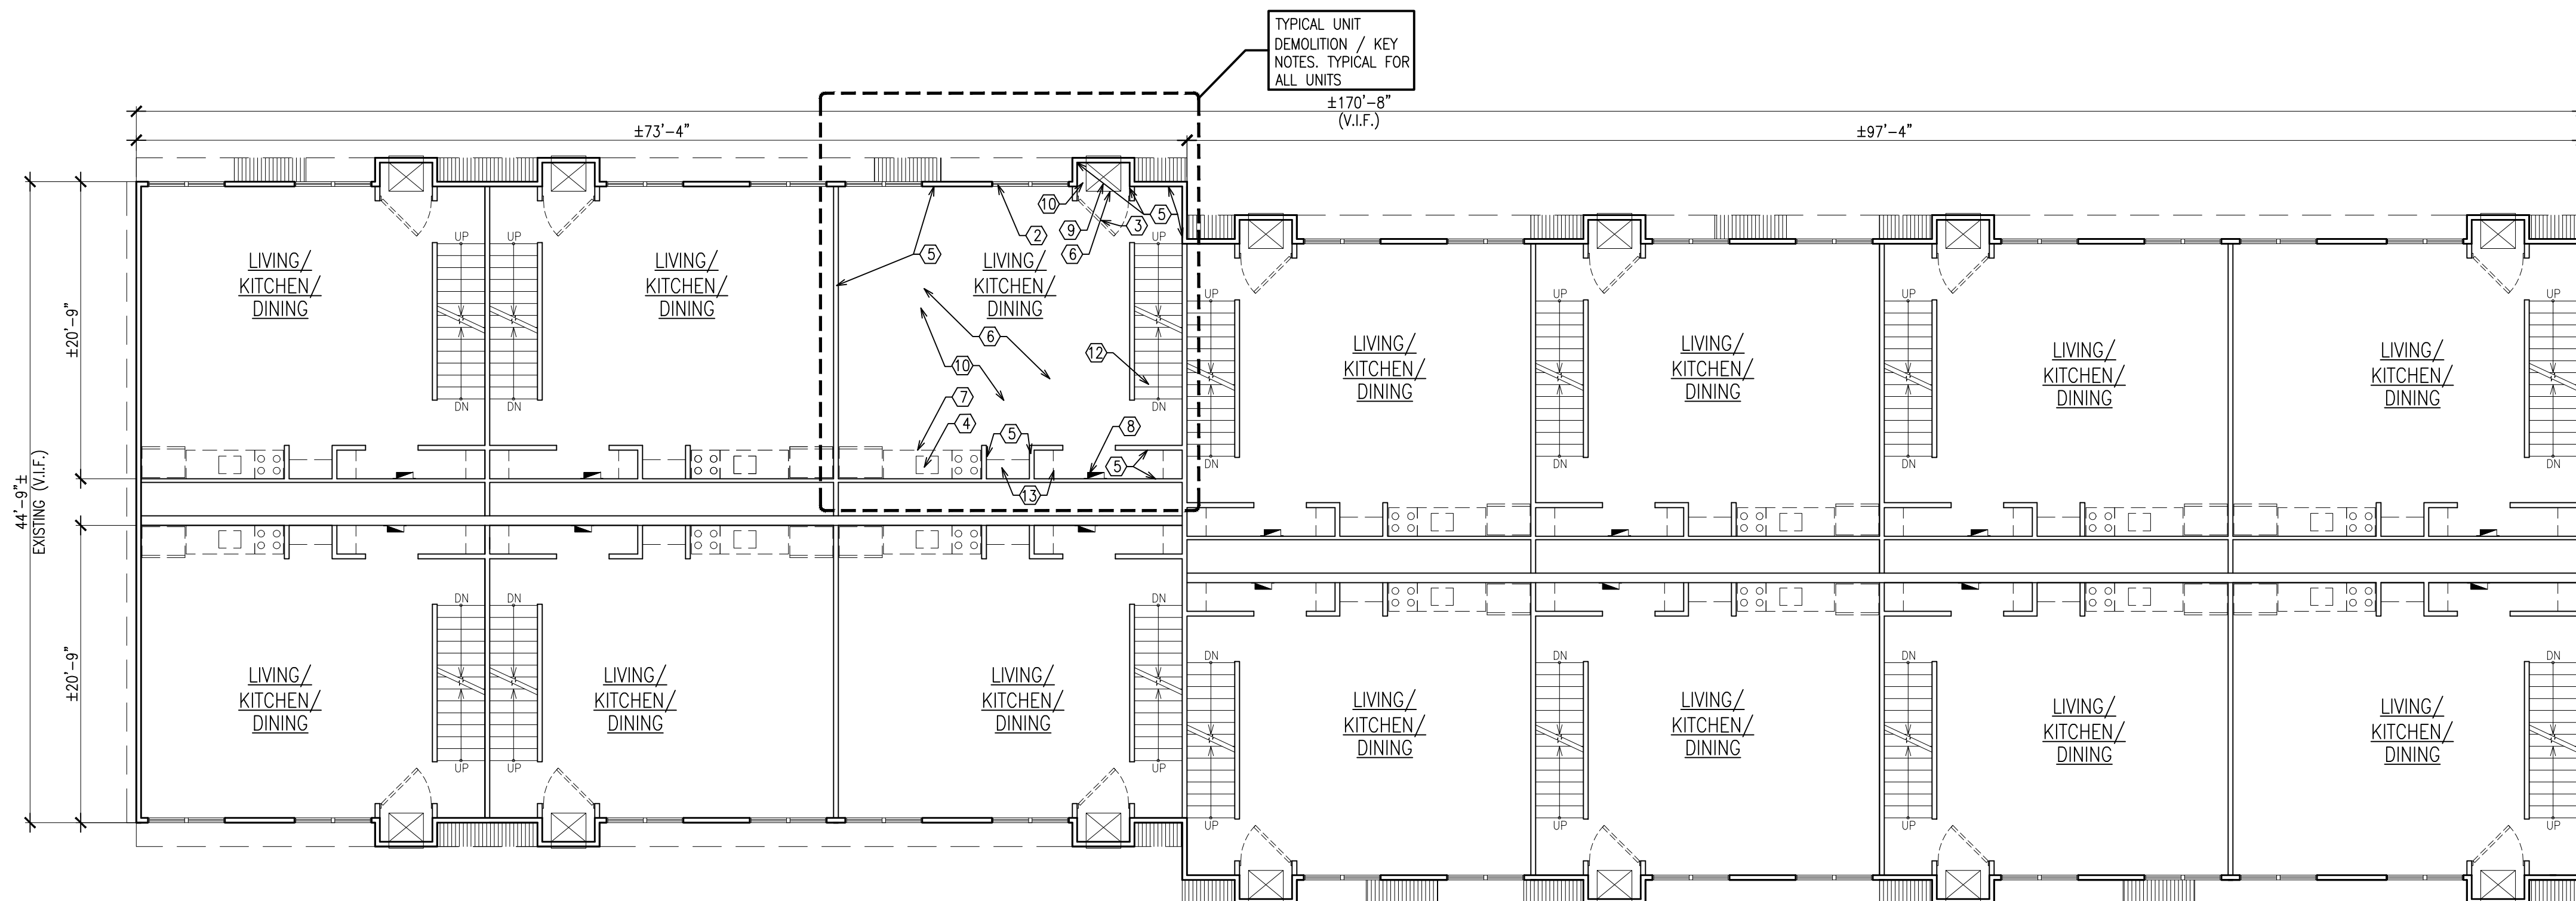 TYPICAL UNIT
DEMOLITION / KEY
NOTES. TYPICAL FOR
ALL UNITS
±170'-8"
(V.I.F.)
±73'-4"
±97'-4"
44'-9"±
EXISTING (V.I.F.)
±20'-9"
±20'-9"
LIVING/
KITCHEN/
DINING
UP
DN
UP
DN
LIVING/
KITCHEN/
DINING
LIVING/
KITCHEN/
DINING
UP
DN
5
2
10
9
6
3
5
6
10
12
7
4
5
8
5
13
UP
DN
LIVING/
KITCHEN/
DINING
UP
DN
LIVING/
KITCHEN/
DINING
UP
DN
LIVING/
KITCHEN/
DINING
LIVING/
KITCHEN/
DINING
UP
DN
LIVING/
KITCHEN/
DINING
DN
UP
DN
UP
LIVING/
KITCHEN/
DINING
LIVING/
KITCHEN/
DINING
DN
UP
DN
UP
LIVING/
KITCHEN/
DINING
DN
UP
LIVING/
KITCHEN/
DINING
DN
UP
LIVING/
KITCHEN/
DINING
LIVING/
KITCHEN/
DINING
DN
UP